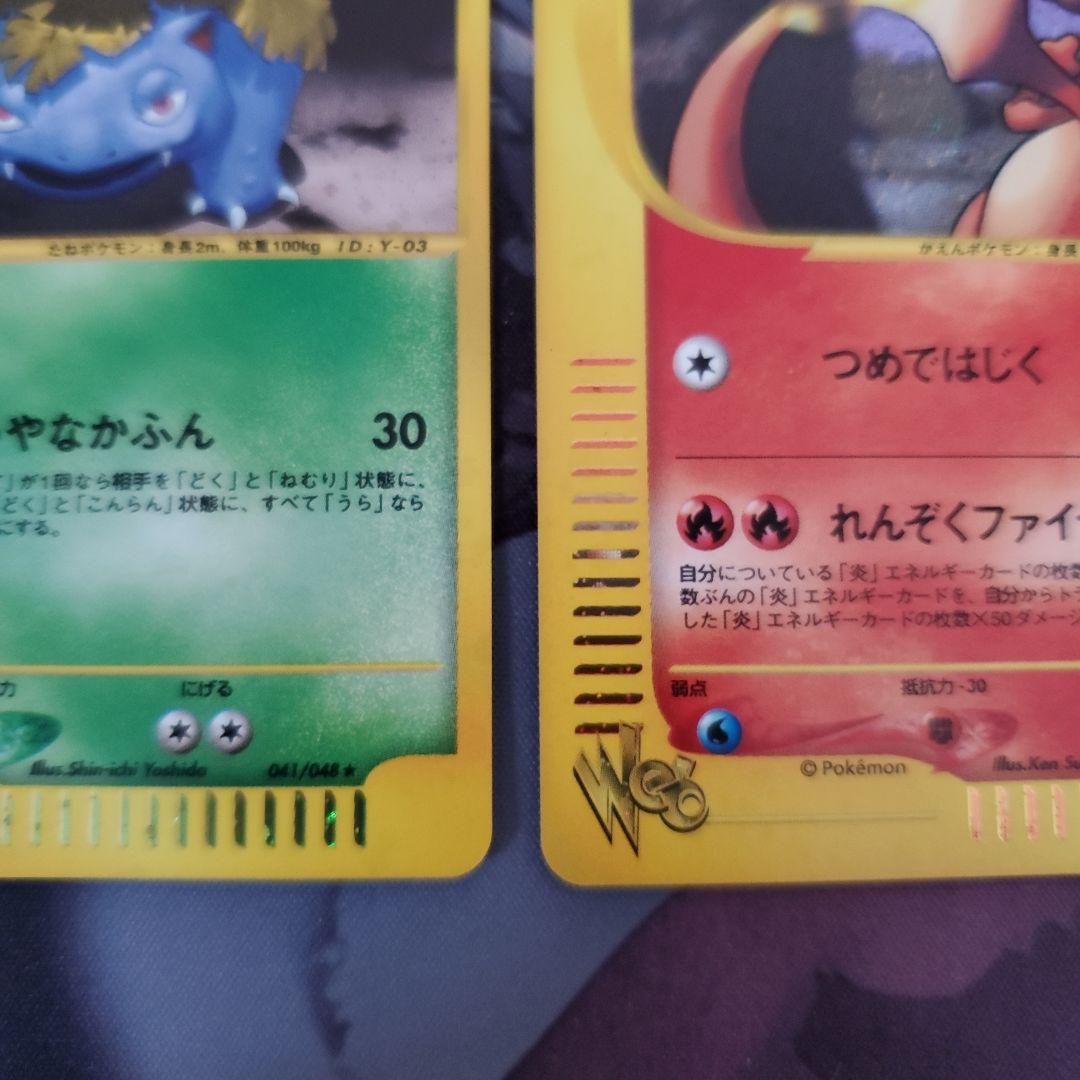 たねポケモン：身長2m、体重100kg ID：Y-03
やなかふん 30
」が1回なら相手を「どく」と「ねむり」状態に、
どく」と「こんらん」状態に、すべて「うら」なら
にする。
力 にげる
Illus.Shin-ichi Yoshida 041/048★
かえんポケモン：身長
つめではじく
れんぞくファイ
自分についている「炎」エネルギーカードの枚数
数ぶんの「炎」エネルギーカードを、自分からトラ
した「炎」エネルギーカードの枚数×50ダメージ
弱点 抵抗力-30
©Pokémon Illus.Ken Su
Web